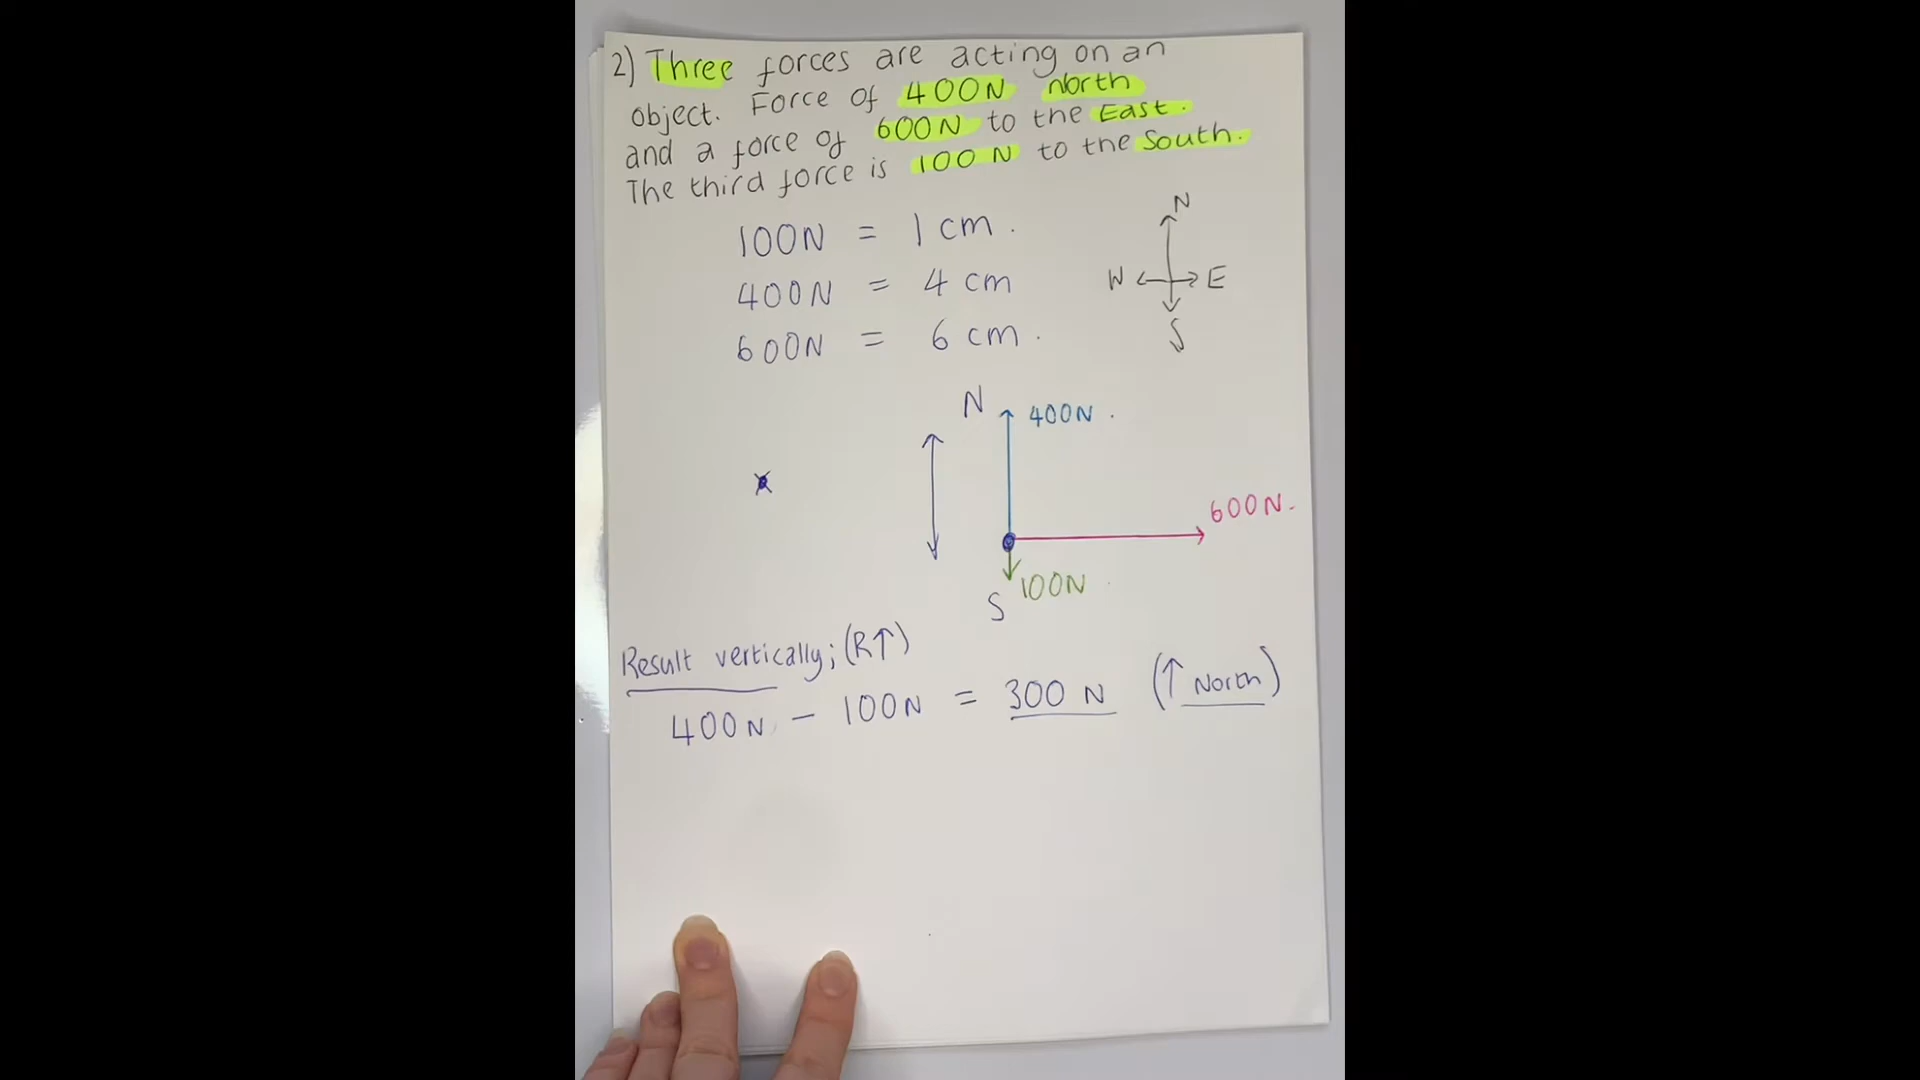 2) Three forces are acting on an
object. Force of 400N north
and a force of 600N to the East.
The third force is 100N to the South.
100N = 1 cm.
400N = 4 cm
600N = 6 cm.
N
W E
S
N 400N.
600N.
100N
S
Result vertically; (R↑)
400N - 100N = 300 N (↑ North)